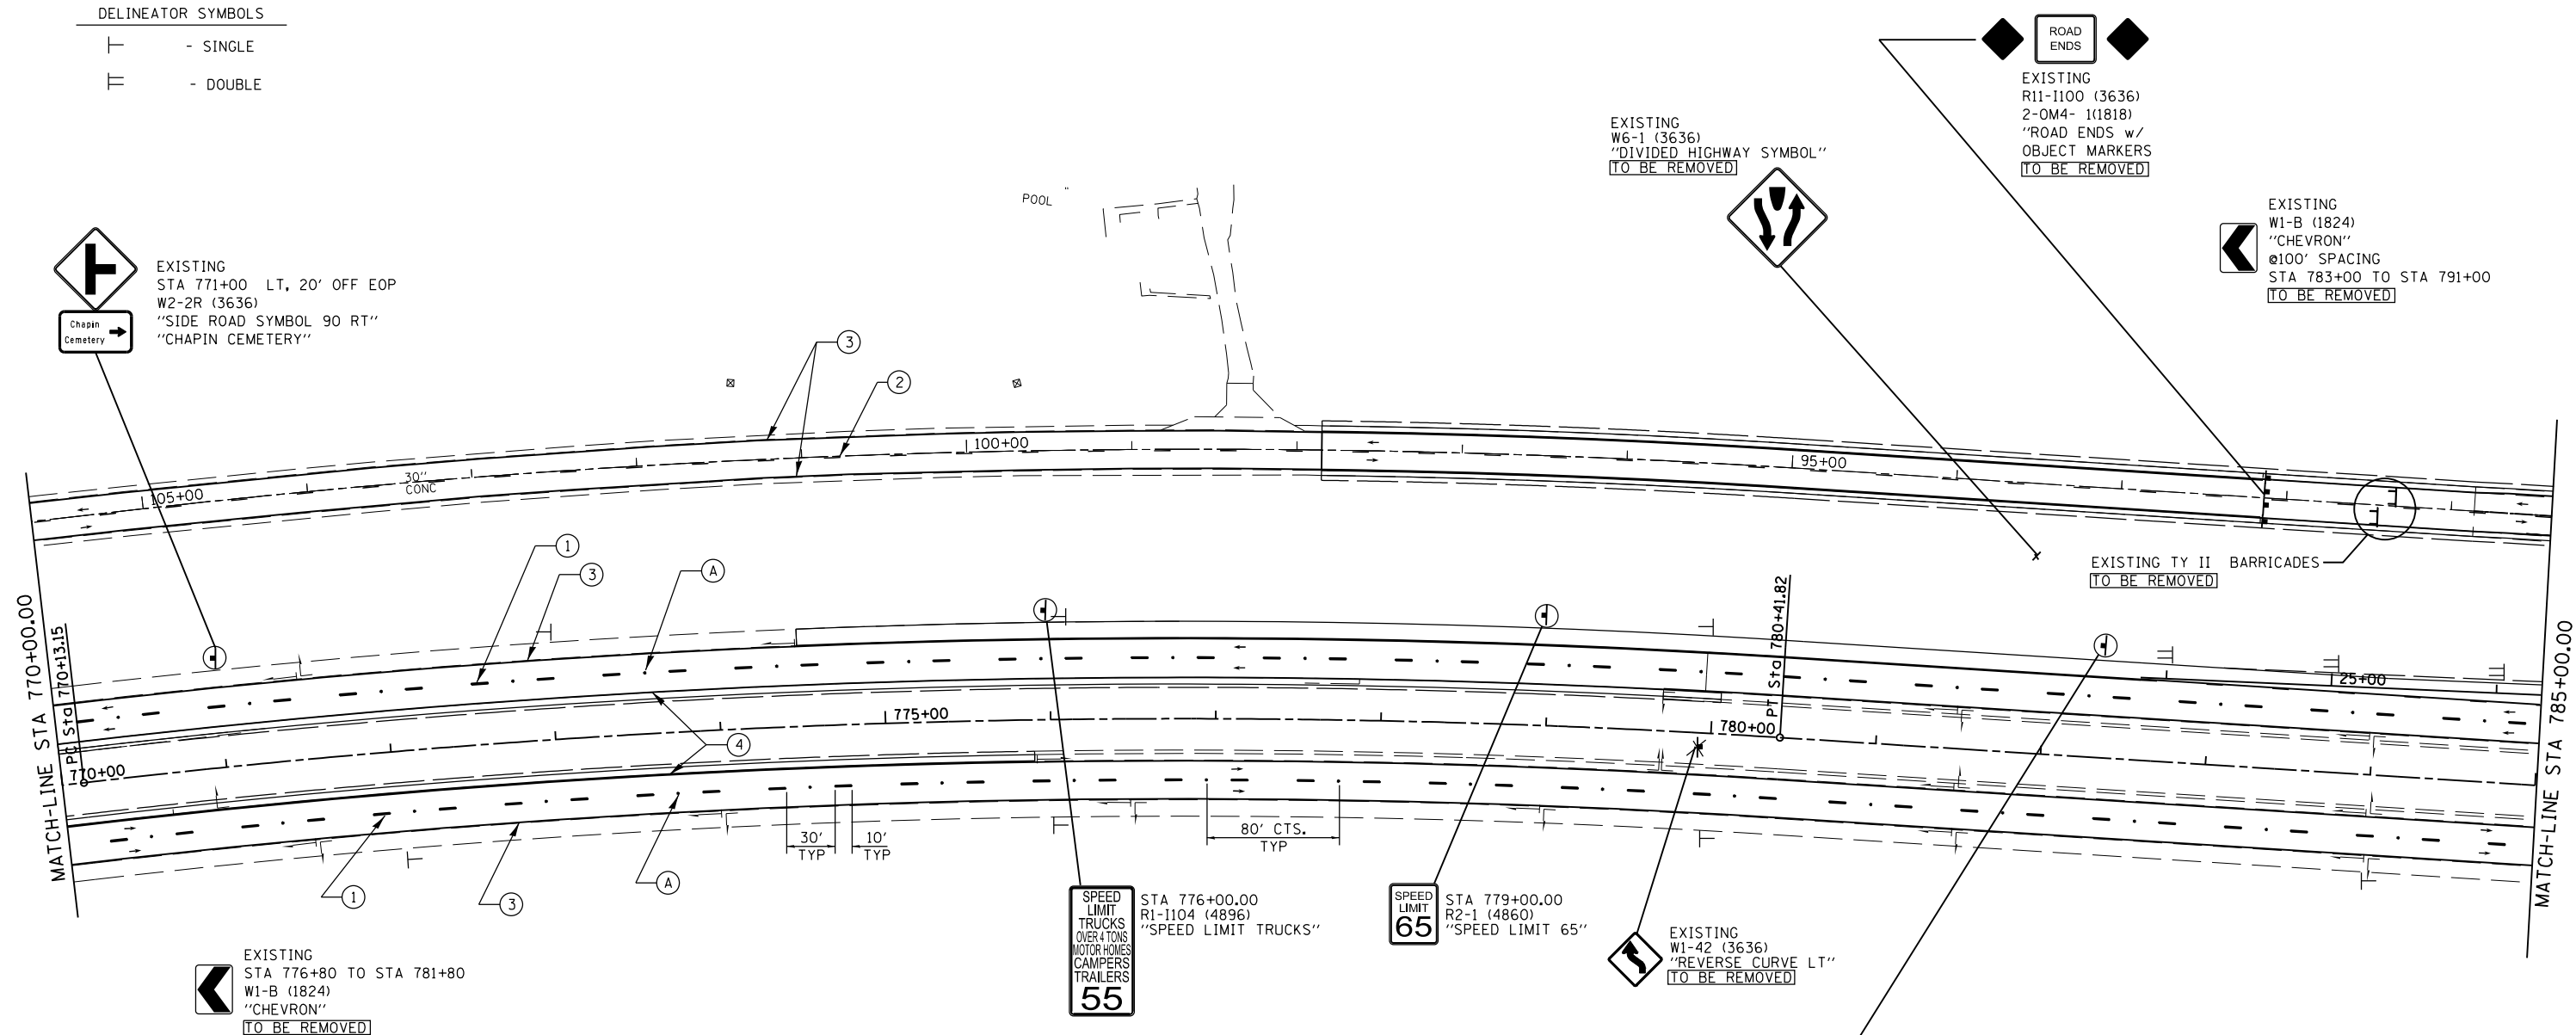 DELINEATOR SYMBOLS
- SINGLE
- DOUBLE
ROAD
ENDS
EXISTING
R11-I100 (3636)
2-OM4- 1(1818)
"ROAD ENDS w/
OBJECT MARKERS
TO BE REMOVED
EXISTING
W6-1 (3636)
"DIVIDED HIGHWAY SYMBOL"
TO BE REMOVED
EXISTING
W1-B (1824)
"CHEVRON"
@100' SPACING
STA 783+00 TO STA 791+00
TO BE REMOVED
POOL
Chapin
Cemetery
EXISTING
STA 771+00 LT, 20' OFF EOP
W2-2R (3636)
"SIDE ROAD SYMBOL 90 RT"
"CHAPIN CEMETERY"
3
2
105+00
30"
CONC
100+00
95+00
EXISTING TY II BARRICADES
TO BE REMOVED
1
3
A
MATCH-LINE STA 770+00.00
PC Sta 770+13.15
770+00
775+00
780+00
PT Sta 780+41.82
25+00
MATCH-LINE STA 785+00.00
4
30'
TYP
10'
TYP
80' CTS.
TYP
1
3
A
SPEED
LIMIT
TRUCKS
OVER 4 TONS
MOTOR HOMES
CAMPERS
TRAILERS
55
STA 776+00.00
R1-I104 (4896)
"SPEED LIMIT TRUCKS"
SPEED
LIMIT
65
STA 779+00.00
R2-1 (4860)
"SPEED LIMIT 65"
EXISTING
W1-42 (3636)
"REVERSE CURVE LT"
TO BE REMOVED
EXISTING
STA 776+80 TO STA 781+80
W1-B (1824)
"CHEVRON"
TO BE REMOVED